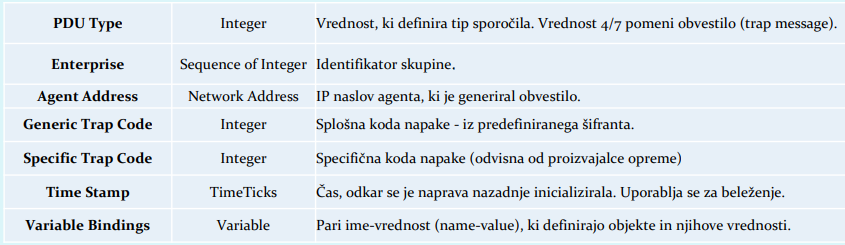 PDU Type Integer Vrednost, ki definira tip sporočila. Vrednost 4/7 pomeni obvestilo (trap message).
Enterprise Sequence of Integer Identifikator skupine.
Agent Address Network Address IP naslov agenta, ki je generiral obvestilo.
Generic Trap Code Integer Splošna koda napake - iz predefiniranega šifranta.
Specific Trap Code Integer Specifična koda napake (odvisna od proizvajalce opreme)
Time Stamp TimeTicks Čas, odkar se je naprava nazadnje inicializirala. Uporablja se za beleženje.
Variable Bindings Variable Pari ime-vrednost (name-value), ki definirajo objekte in njihove vrednosti.